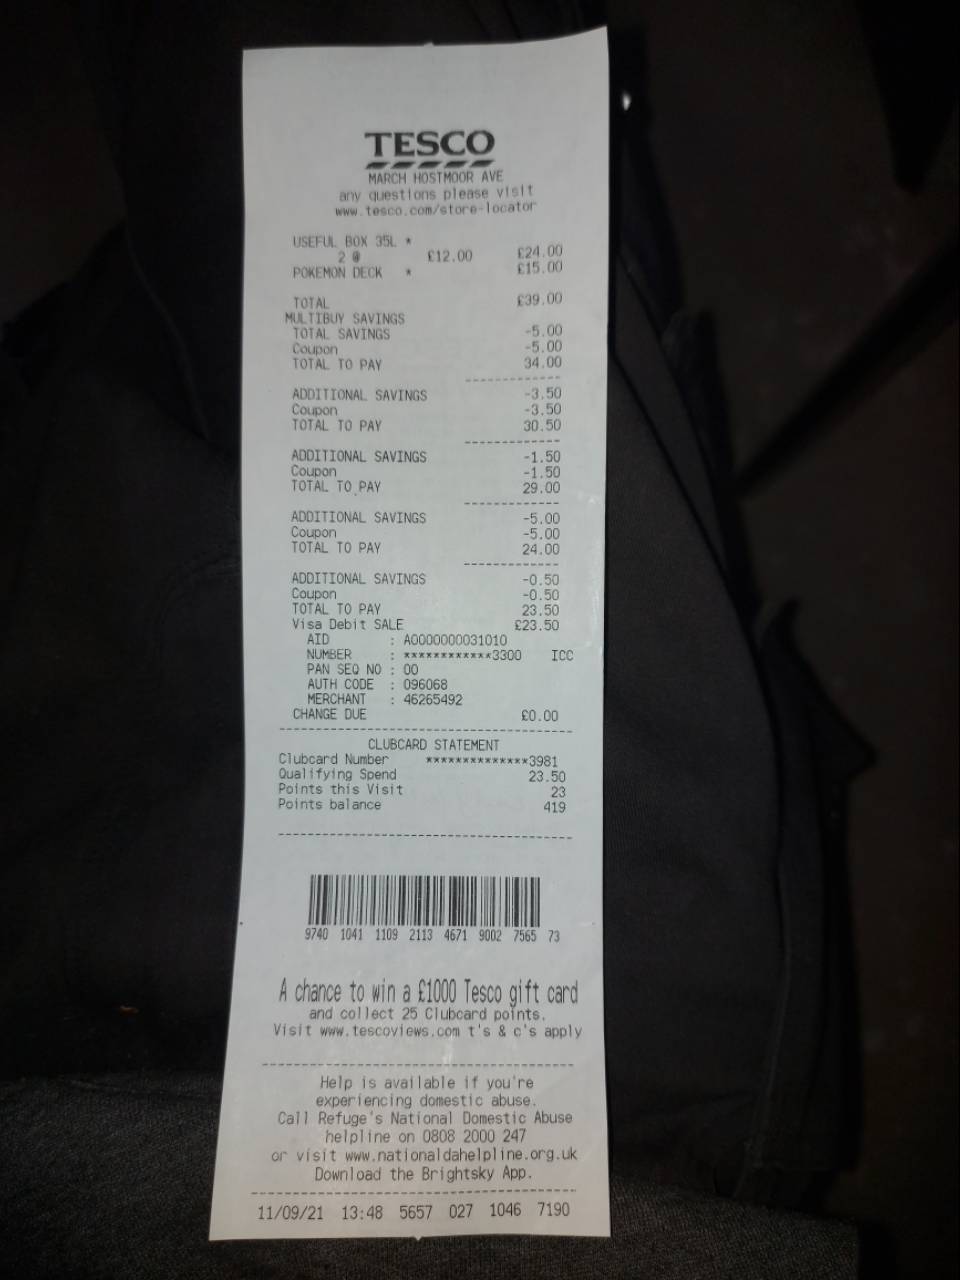 TESCO
MARCH HOSTMOOR AVE
any questions please visit
www.tesco.com/store-locator
USEFUL BOX 35L *
2 @ £12.00 £24.00
POKEMON DECK * £15.00
TOTAL £39.00
MULTIBUY SAVINGS
TOTAL SAVINGS -5.00
Coupon -5.00
TOTAL TO PAY 34.00
ADDITIONAL SAVINGS -3.50
Coupon -3.50
TOTAL TO PAY 30.50
ADDITIONAL SAVINGS -1.50
Coupon -1.50
TOTAL TO PAY 29.00
ADDITIONAL SAVINGS -5.00
Coupon -5.00
TOTAL TO PAY 24.00
ADDITIONAL SAVINGS -0.50
Coupon -0.50
TOTAL TO PAY 23.50
Visa Debit SALE £23.50
AID : A0000000031010
NUMBER : ************3300 ICC
PAN SEQ NO : 00
AUTH CODE : 096068
MERCHANT : 46265492
CHANGE DUE £0.00
CLUBCARD STATEMENT
Clubcard Number **************3981
Qualifying Spend 23.50
Points this Visit 23
Points balance 419
9740 1041 1109 2113 4671 9002 7565 73
A chance to win a £1000 Tesco gift card
and collect 25 Clubcard points.
Visit www.tescoviews.com t's & c's apply
Help is available if you're
experiencing domestic abuse.
Call Refuge's National Domestic Abuse
helpline on 0808 2000 247
or visit www.nationaldahelpline.org.uk
Download the Brightsky App.
11/09/21 13:48 5657 027 1046 7190